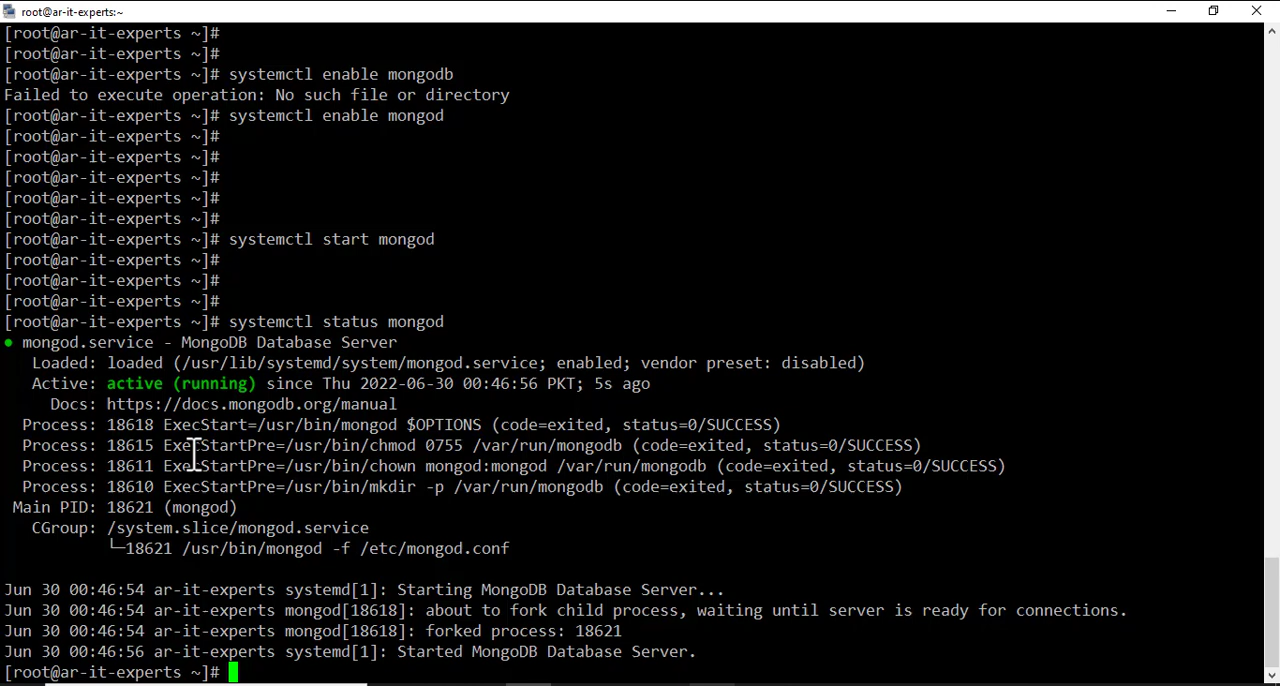 root@ar-it-experts:~
[root@ar-it-experts ~]#
[root@ar-it-experts ~]#
[root@ar-it-experts ~]# systemctl enable mongodb
Failed to execute operation: No such file or directory
[root@ar-it-experts ~]# systemctl enable mongod
[root@ar-it-experts ~]#
[root@ar-it-experts ~]#
[root@ar-it-experts ~]#
[root@ar-it-experts ~]#
[root@ar-it-experts ~]#
[root@ar-it-experts ~]# systemctl start mongod
[root@ar-it-experts ~]#
[root@ar-it-experts ~]#
[root@ar-it-experts ~]#
[root@ar-it-experts ~]# systemctl status mongod
● mongod.service - MongoDB Database Server
   Loaded: loaded (/usr/lib/systemd/system/mongod.service; enabled; vendor preset: disabled)
   Active: active (running) since Thu 2022-06-30 00:46:56 PKT; 5s ago
     Docs: https://docs.mongodb.org/manual
  Process: 18618 ExecStart=/usr/bin/mongod $OPTIONS (code=exited, status=0/SUCCESS)
  Process: 18615 ExecStartPre=/usr/bin/chmod 0755 /var/run/mongodb (code=exited, status=0/SUCCESS)
  Process: 18611 ExecStartPre=/usr/bin/chown mongod:mongod /var/run/mongodb (code=exited, status=0/SUCCESS)
  Process: 18610 ExecStartPre=/usr/bin/mkdir -p /var/run/mongodb (code=exited, status=0/SUCCESS)
 Main PID: 18621 (mongod)
   CGroup: /system.slice/mongod.service
           └─18621 /usr/bin/mongod -f /etc/mongod.conf
Jun 30 00:46:54 ar-it-experts systemd[1]: Starting MongoDB Database Server...
Jun 30 00:46:54 ar-it-experts mongod[18618]: about to fork child process, waiting until server is ready for connections.
Jun 30 00:46:54 ar-it-experts mongod[18618]: forked process: 18621
Jun 30 00:46:56 ar-it-experts systemd[1]: Started MongoDB Database Server.
[root@ar-it-experts ~]#